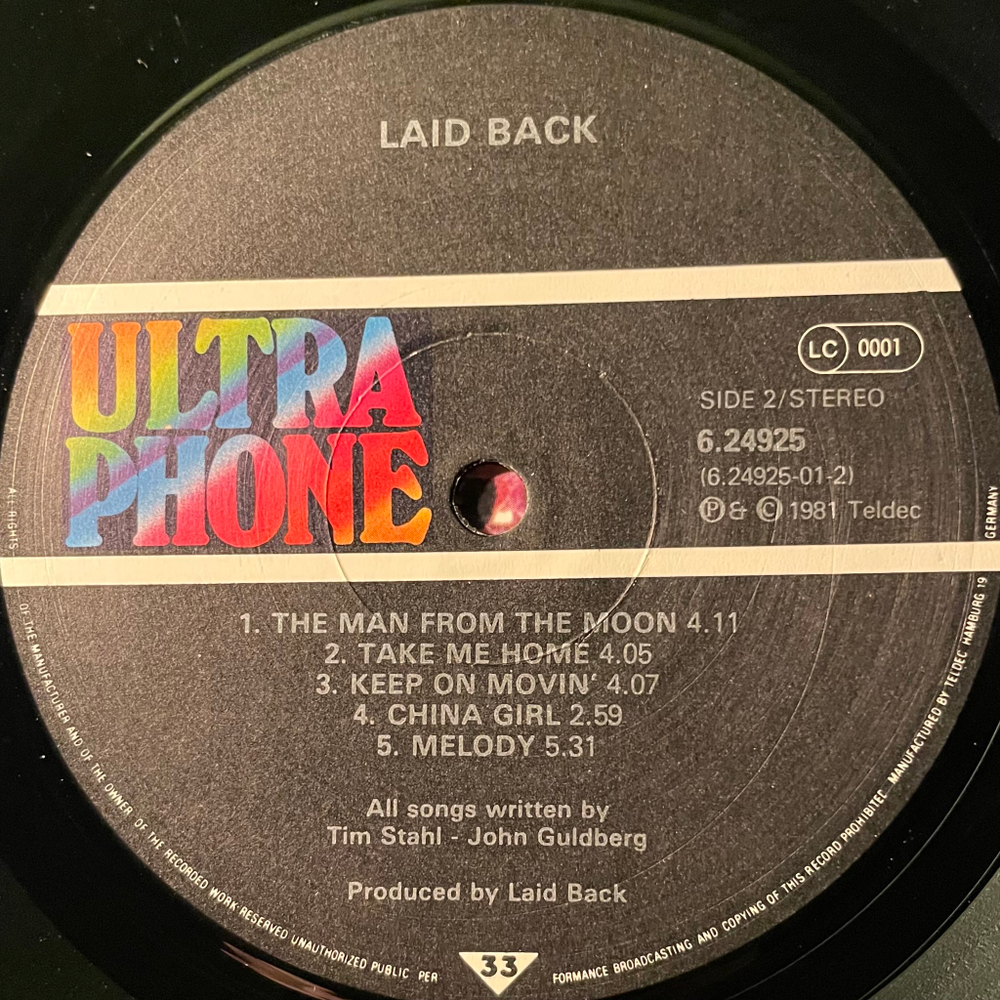 LAID BACK
ULTRA
PHONE
LC 0001
SIDE 2/STEREO
6.24925
(6.24925-01-2)
Ⓟ & © 1981 Teldec
1. THE MAN FROM THE MOON 4.11
2. TAKE ME HOME 4.05
3. KEEP ON MOVIN' 4.07
4. CHINA GIRL 2.59
5. MELODY 5.31
All songs written by
Tim Stahl - John Guldberg
Produced by Laid Back
33
ALL RIGHTS OF THE MANUFACTURER AND OF THE OWNER OF THE RECORDED WORK RESERVED UNAUTHORIZED PUBLIC PER FORMANCE BROADCASTING AND COPYING OF THIS RECORD PROHIBITEC MANUFACTURED BY TELDEC HAMBURG 19 GERMANY